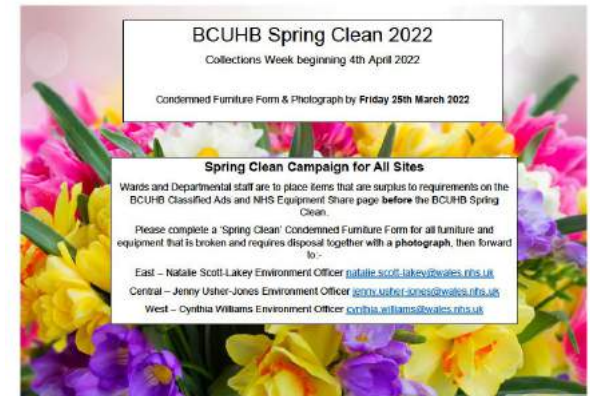 BCUHB Spring Clean 2022
Collections Week beginning 4th April 2022
Condemned Furniture Form & Photograph by Friday 25th March 2022
Spring Clean Campaign for All Sites
Wards and Departmental staff are to place items that are surplus to requirements on the
BCUHB Classified Ads and NHS Equipment Share page before the BCUHB Spring
Clean.
Please complete a 'Spring Clean' Condemned Furniture Form for all furniture and
equipment that is broken and requires disposal together with a photograph, then forward
to:-
East – Natalie Scott-Lakey Environment Officer natalie.scott-lakey@wales.nhs.uk
Central – Jenny Usher-Jones Environment Officer jenny.usher-jones@wales.nhs.uk
West – Cynthia Williams Environment Officer cynthia.williams@wales.nhs.uk